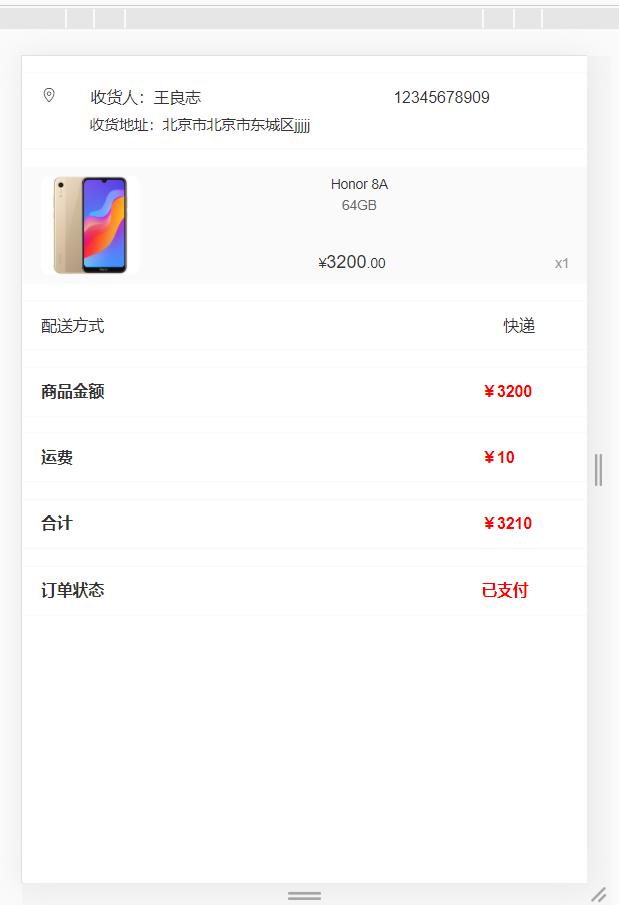 收货人：王良志 12345678909
收货地址：北京市北京市东城区jjjjj
Honor 8A
64GB
¥3200.00 x1
配送方式 快递
商品金额 ￥3200
运费 ￥10
合计 ￥3210
订单状态 已支付